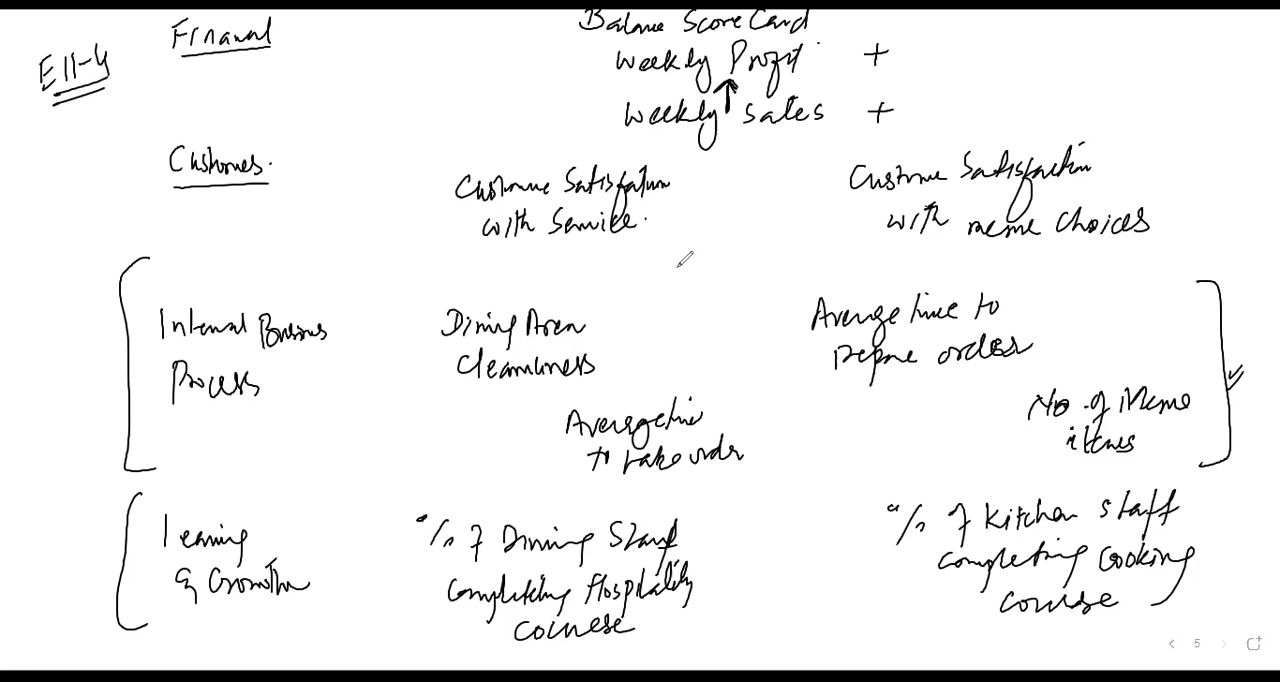 Balance Score Card
Financial
E11-4
Weekly Profit +
Weekly Sales +
Customer
Customer Satisfaction
with Service.
Customer Satisfaction
with menu choices
Internal Business
Process
Dining Area
Cleanliness
Average time
to take order
Average time to
Prepare order
No of Menu
items
Learning
& Growth
% of Dining Staff
Completing Hospitality
Course
% of Kitchen Staff
Completing Cooking
Course
5